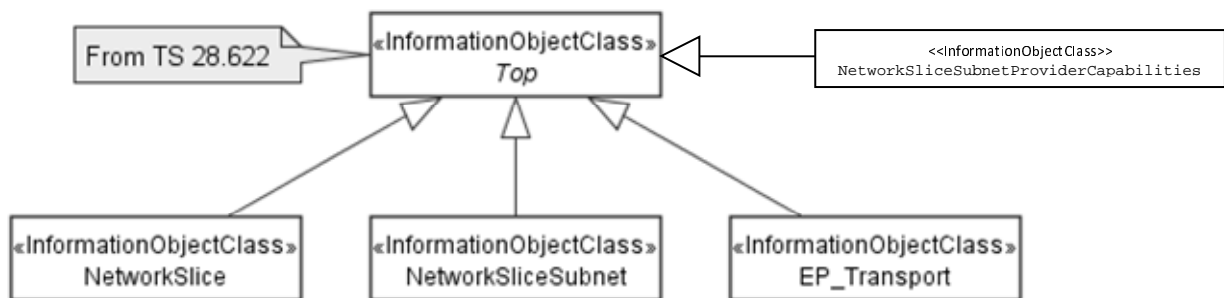 From TS 28.622
«InformationObjectClass»
Top
<<InformationObjectClass>>
NetworkSliceSubnetProviderCapabilities
«InformationObjectClass»
NetworkSlice
«InformationObjectClass»
NetworkSliceSubnet
«InformationObjectClass»
EP_Transport